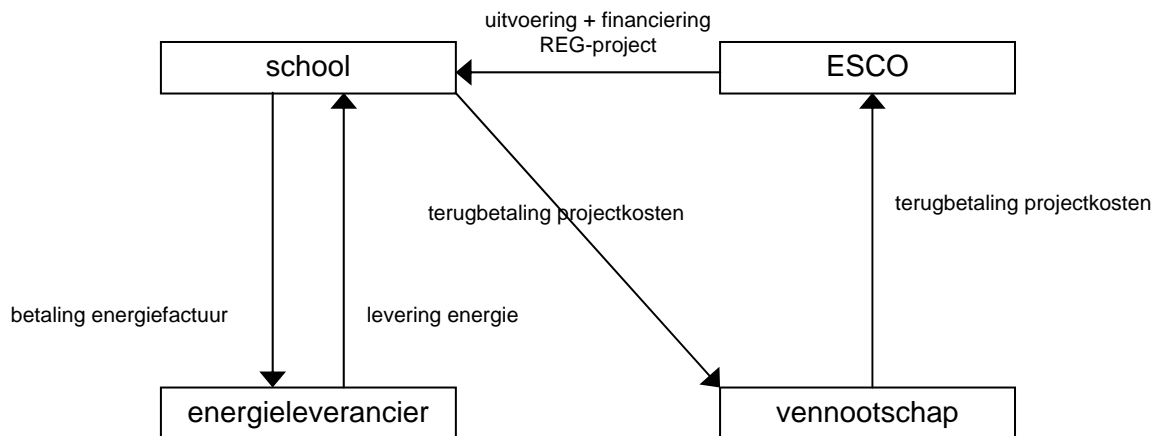 uitvoering + financiering
REG-project
school
ESCO
terugbetaling projectkosten
terugbetaling projectkosten
betaling energiefactuur
levering energie
energieleverancier
vennootschap